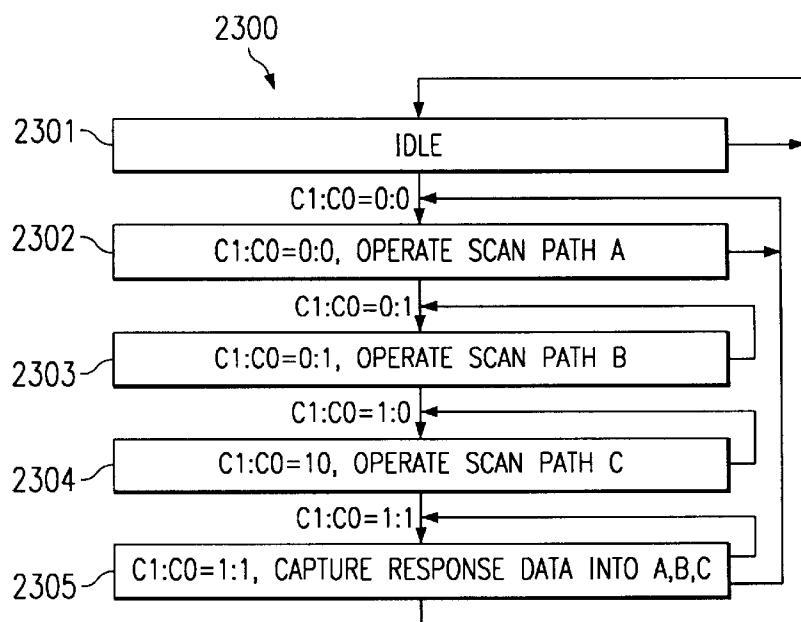 2300
2301
IDLE
C1:C0=0:0
2302
C1:C0=0:0, OPERATE SCAN PATH A
C1:C0=0:1
2303
C1:C0=0:1, OPERATE SCAN PATH B
C1:C0=1:0
2304
C1:C0=10, OPERATE SCAN PATH C
C1:C0=1:1
2305
C1:C0=1:1, CAPTURE RESPONSE DATA INTO A,B,C